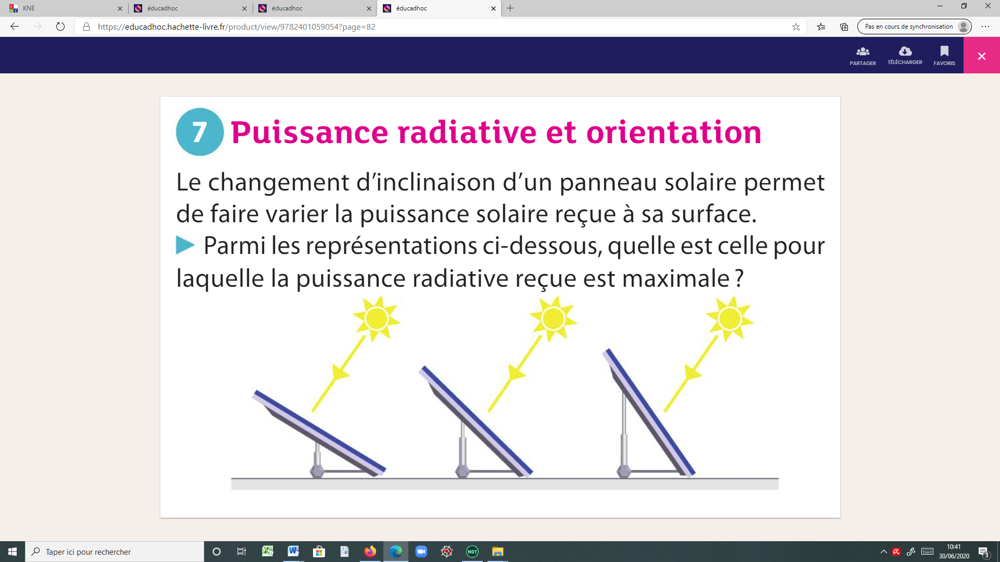 KNE
éducadhoc
éducadhoc
éducadhoc
https://educadhoc.hachette-livre.fr/product/view/9782401059054?page=82
Pas en cours de synchronisation
PARTAGER
TÉLÉCHARGER
FAVORIS
7 Puissance radiative et orientation
Le changement d’inclinaison d’un panneau solaire permet
de faire varier la puissance solaire reçue à sa surface.
► Parmi les représentations ci-dessous, quelle est celle pour
laquelle la puissance radiative reçue est maximale ?
Taper ici pour rechercher
NOT
10:41
30/06/2020
3